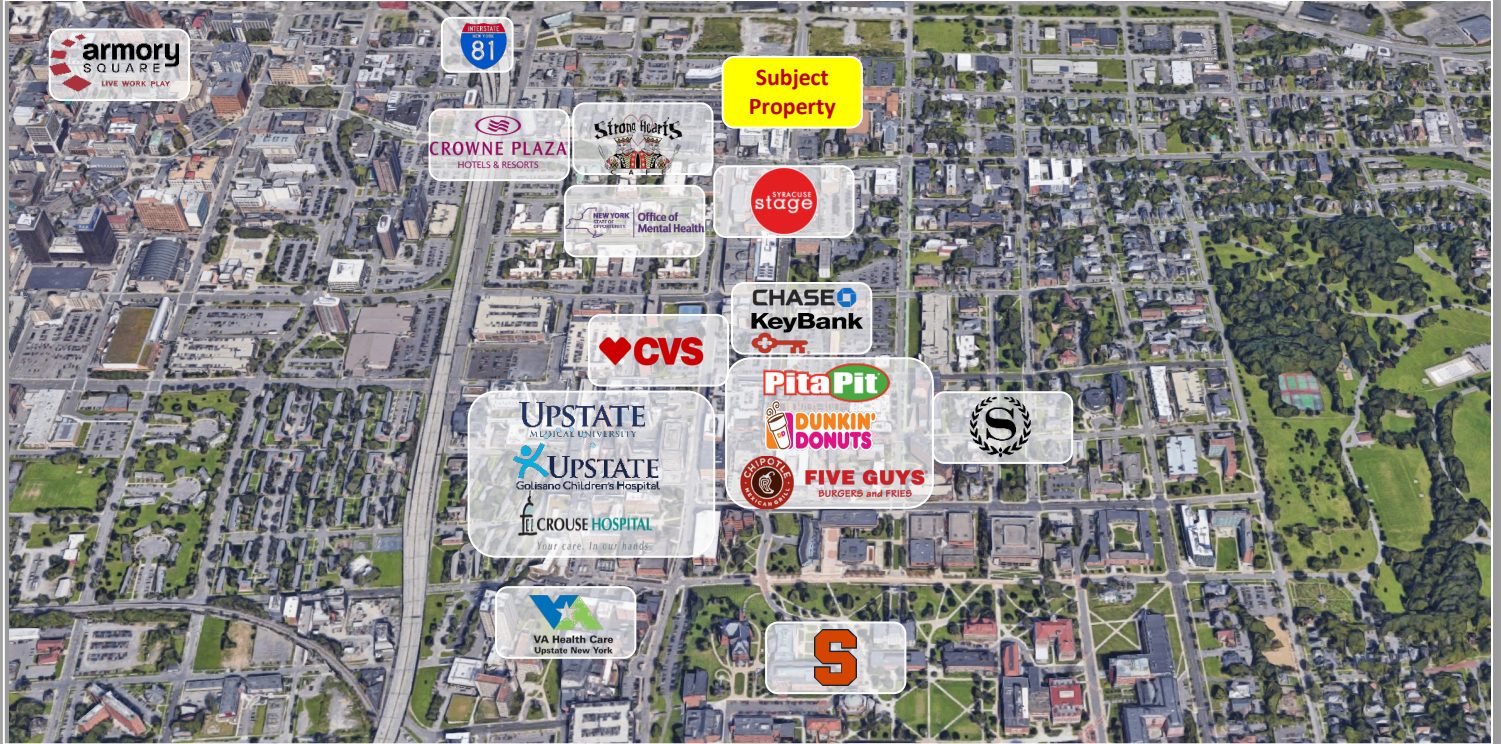 armory
SQUARE
LIVE WORK PLAY
INTERSTATE
NEW YORK
81
Subject
Property
CROWNE PLAZA
HOTELS & RESORTS
Strong Hearts
CAFE
SYRACUSE
stage
NEW YORK
STATE OF
OPPORTUNITY
Office of
Mental Health
CHASE
KeyBank
CVS
Pita Pit
DUNKIN'
DONUTS
CHIPOTLE
MEXICAN GRILL
FIVE GUYS
BURGERS and FRIES
S
UPSTATE
MEDICAL UNIVERSITY
UPSTATE
Golisano Children's Hospital
CROUSE HOSPITAL
Your care. In our hands.
VA Health Care
Upstate New York
S